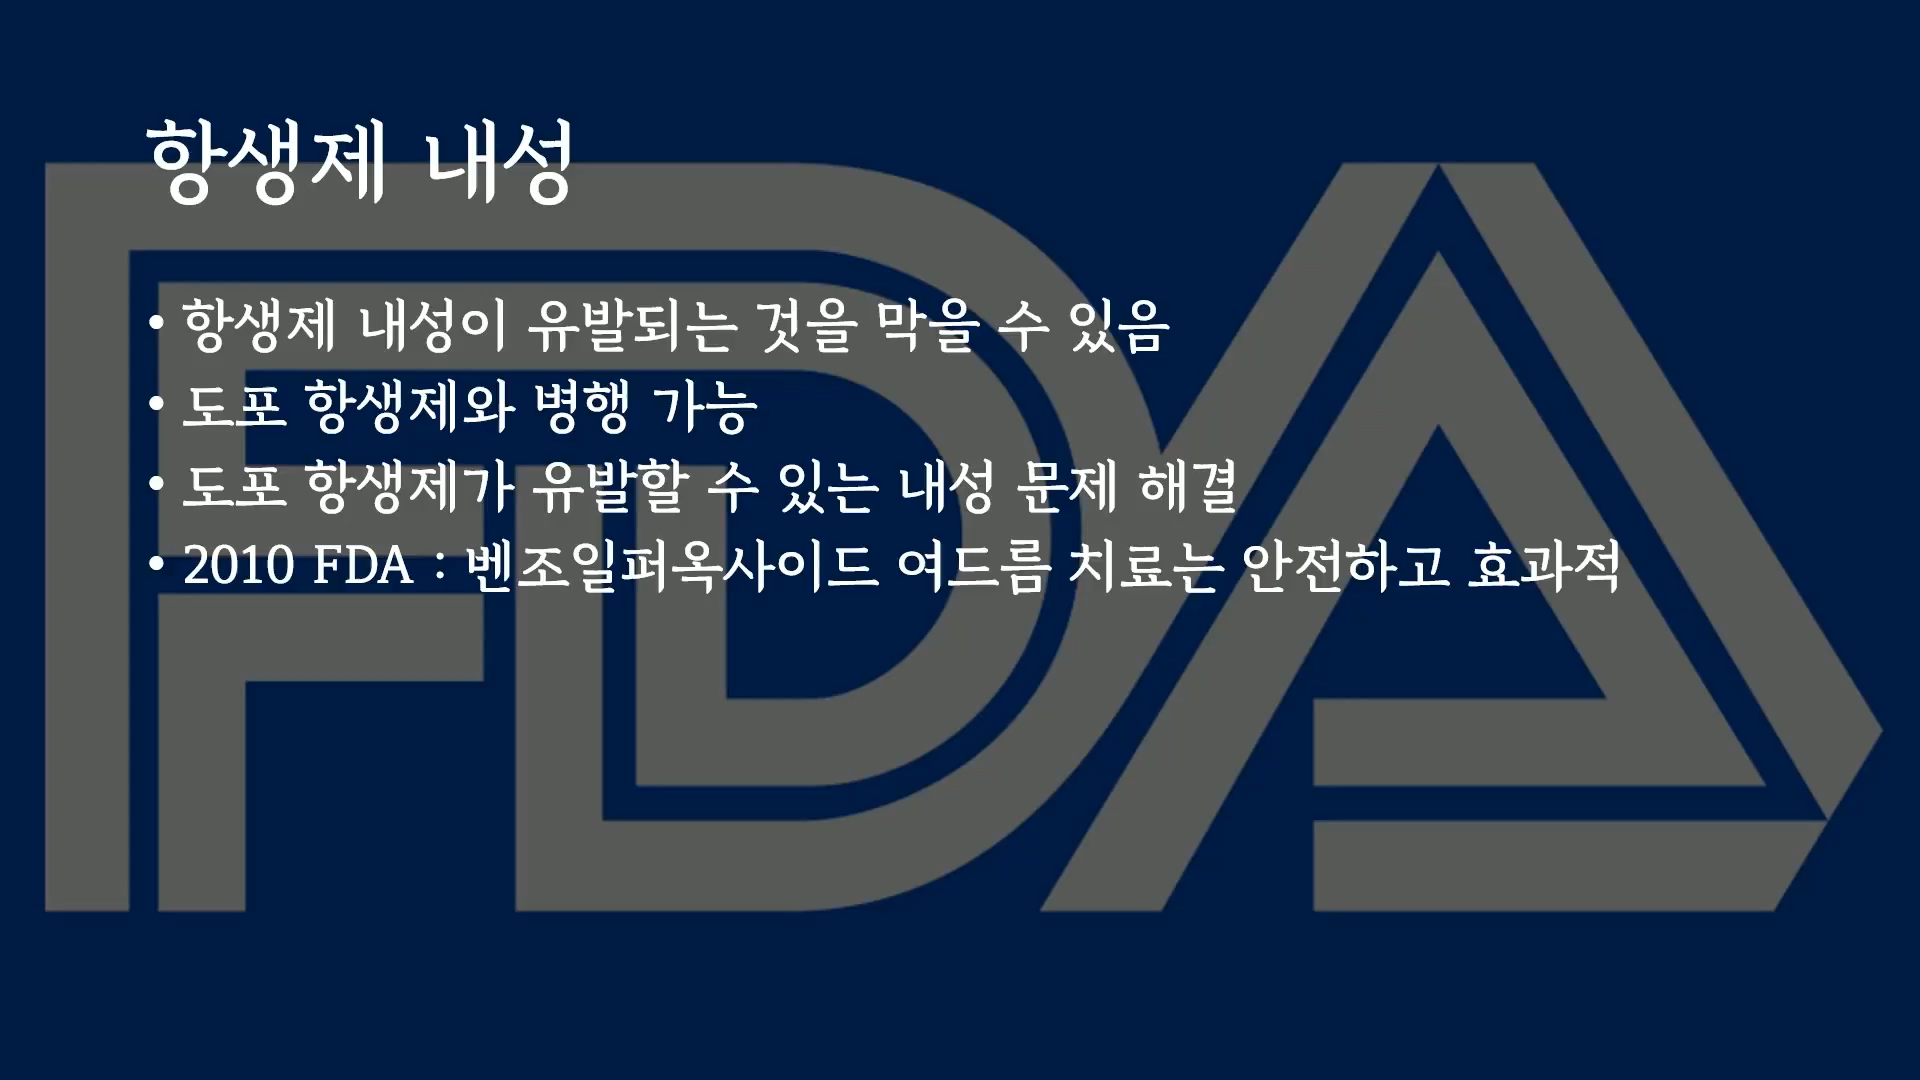 항생제 내성
• 항생제 내성이 유발되는 것을 막을 수 있음
• 도포 항생제와 병행 가능
• 도포 항생제가 유발할 수 있는 내성 문제 해결
• 2010 FDA : 벤조일퍼옥사이드 여드름 치료는 안전하고 효과적
FDA